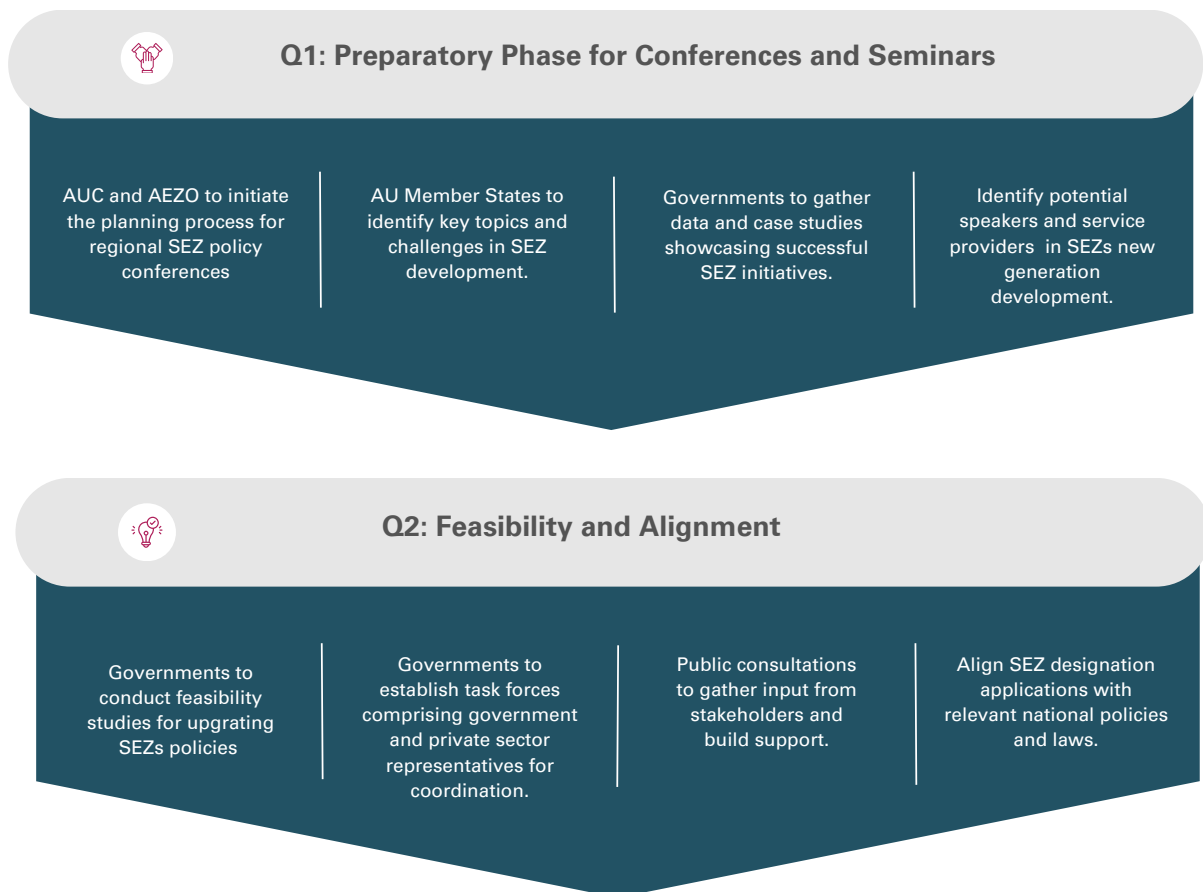 Q1: Preparatory Phase for Conferences and Seminars
AUC and AEZO to initiate
the planning process for
regional SEZ policy
conferences
AU Member States to
identify key topics and
challenges in SEZ
development.
Governments to gather
data and case studies
showcasing successful
SEZ initiatives.
Identify potential
speakers and service
providers in SEZs new
generation
development.
Q2: Feasibility and Alignment
Governments to
conduct feasibility
studies for upgrating
SEZs policies
Governments to
establish task forces
comprising government
and private sector
representatives for
coordination.
Public consultations
to gather input from
stakeholders and
build support.
Align SEZ designation
applications with
relevant national policies
and laws.